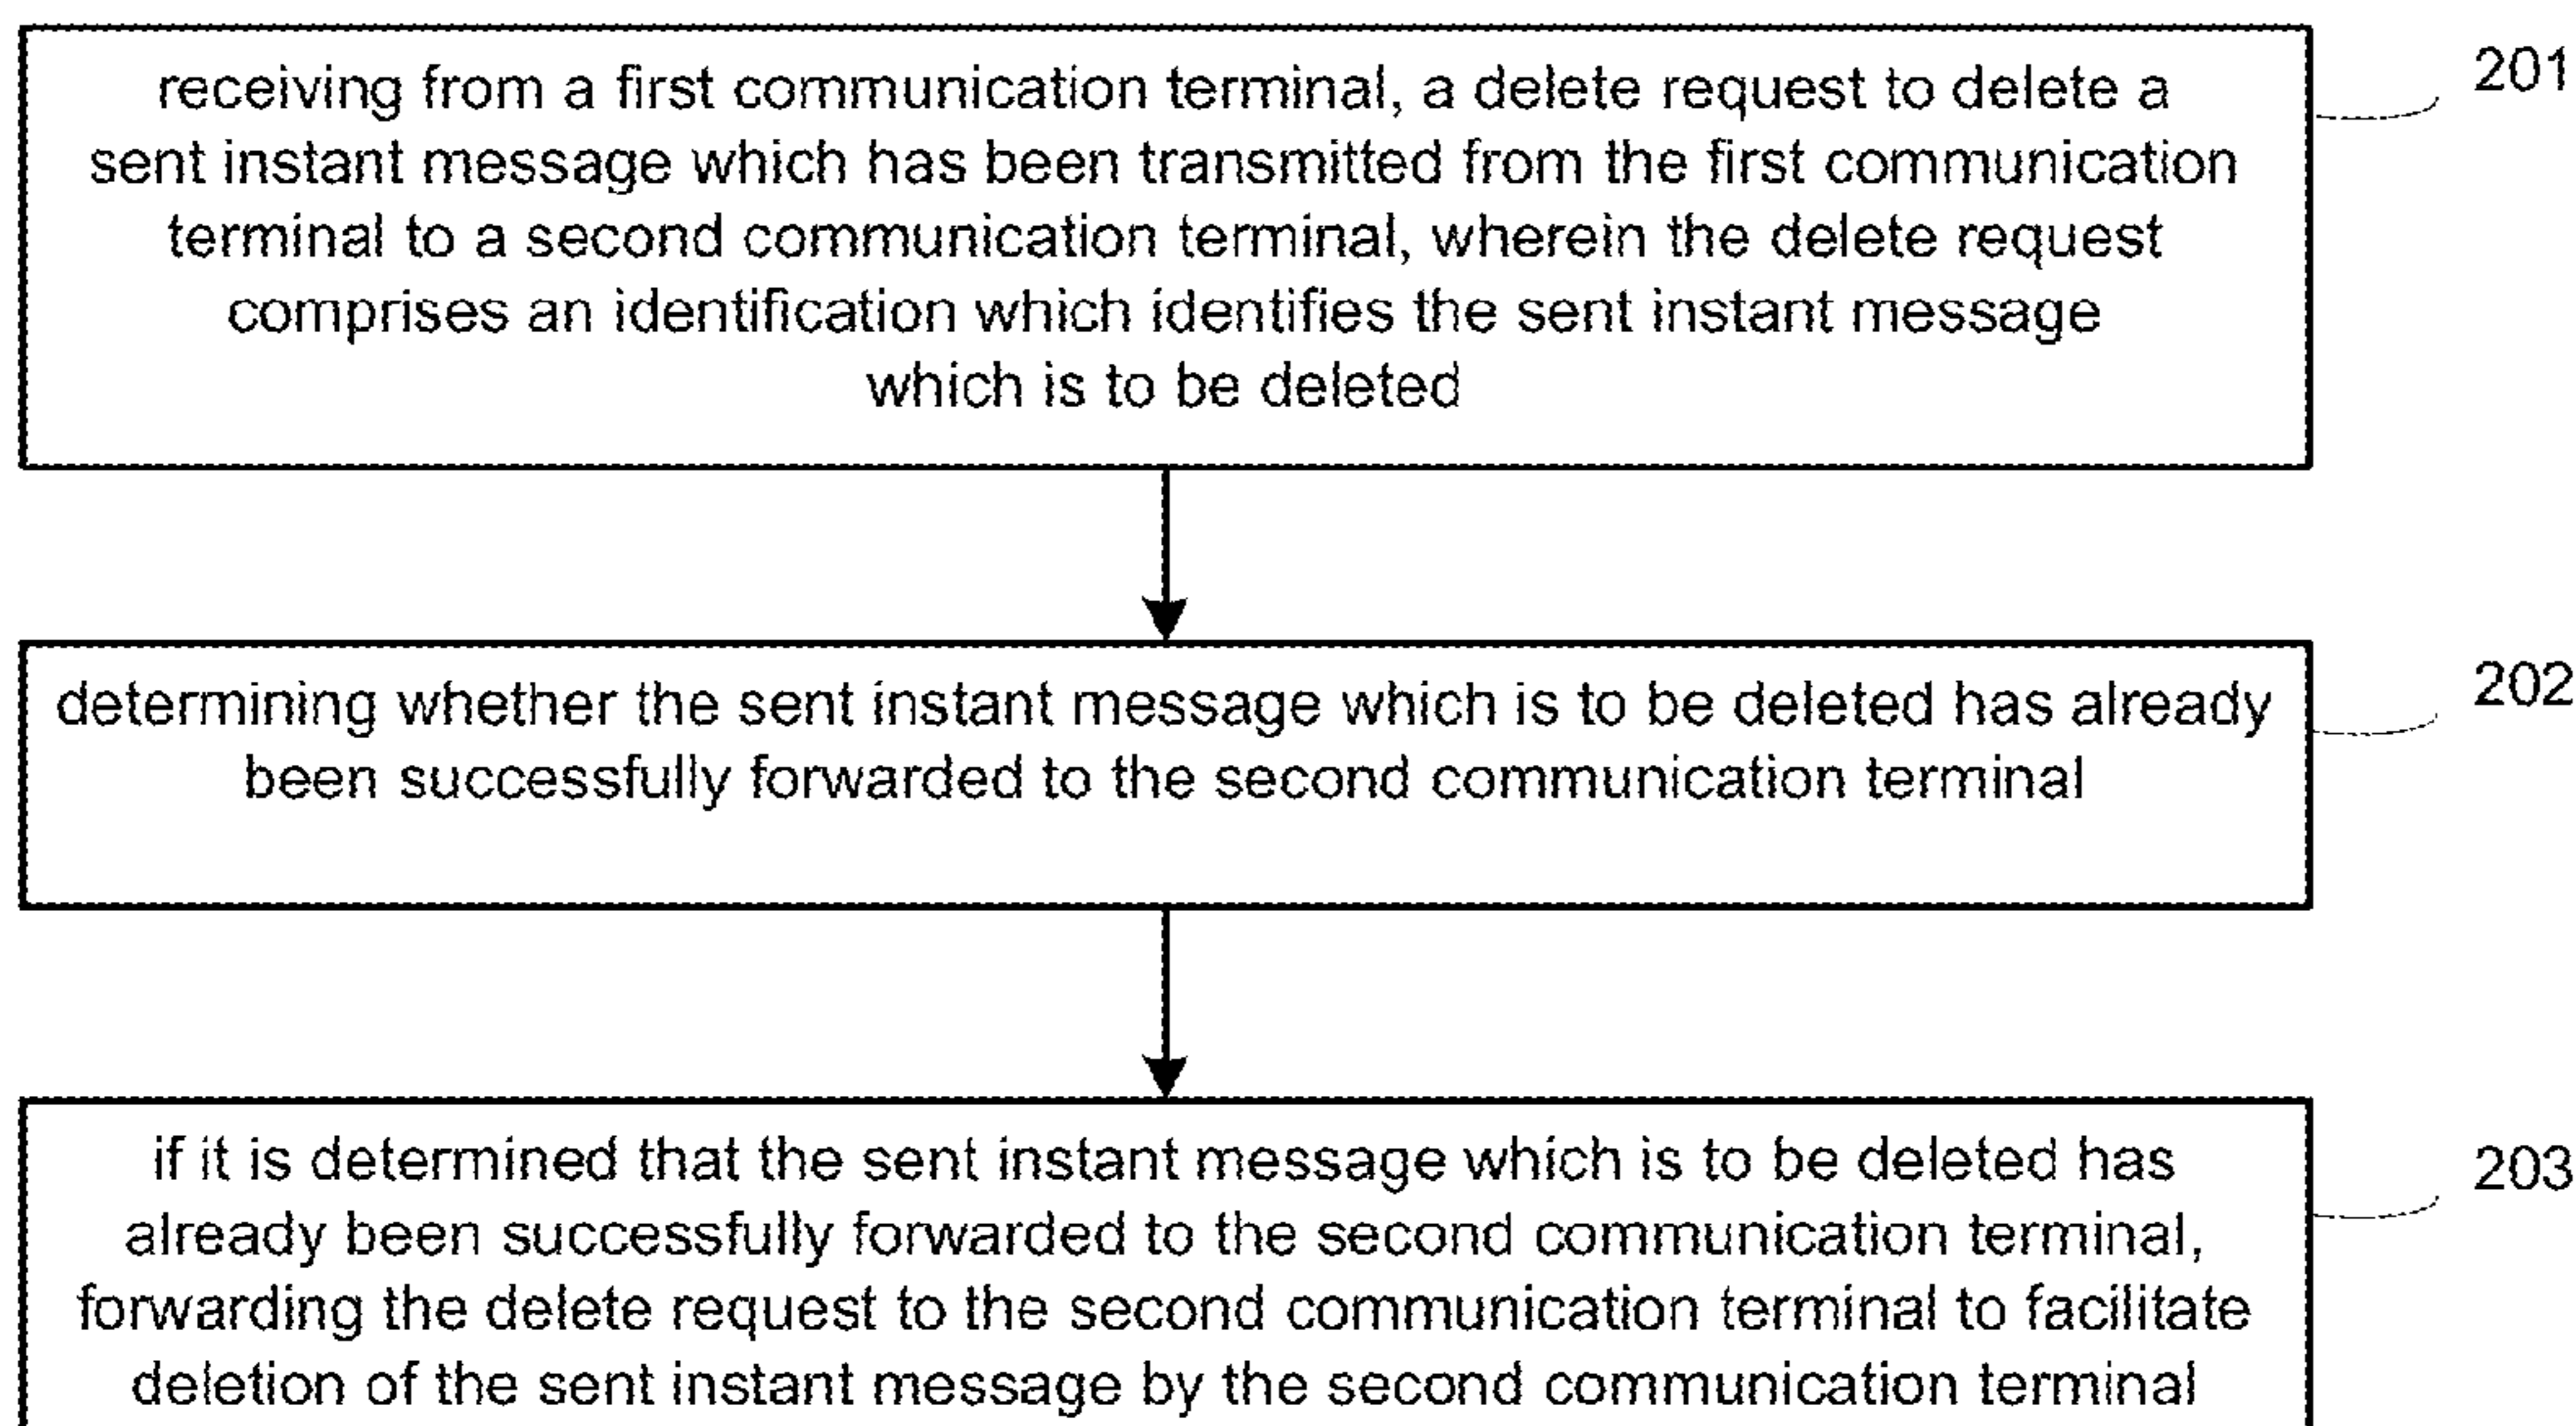 receiving from a first communication terminal, a delete request to delete a
sent instant message which has been transmitted from the first communication
terminal to a second communication terminal, wherein the delete request
comprises an identification which identifies the sent instant message
which is to be deleted
201
determining whether the sent instant message which is to be deleted has already
been successfully forwarded to the second communication terminal
202
if it is determined that the sent instant message which is to be deleted has
already been successfully forwarded to the second communication terminal,
forwarding the delete request to the second communication terminal to facilitate
deletion of the sent instant message by the second communication terminal
203